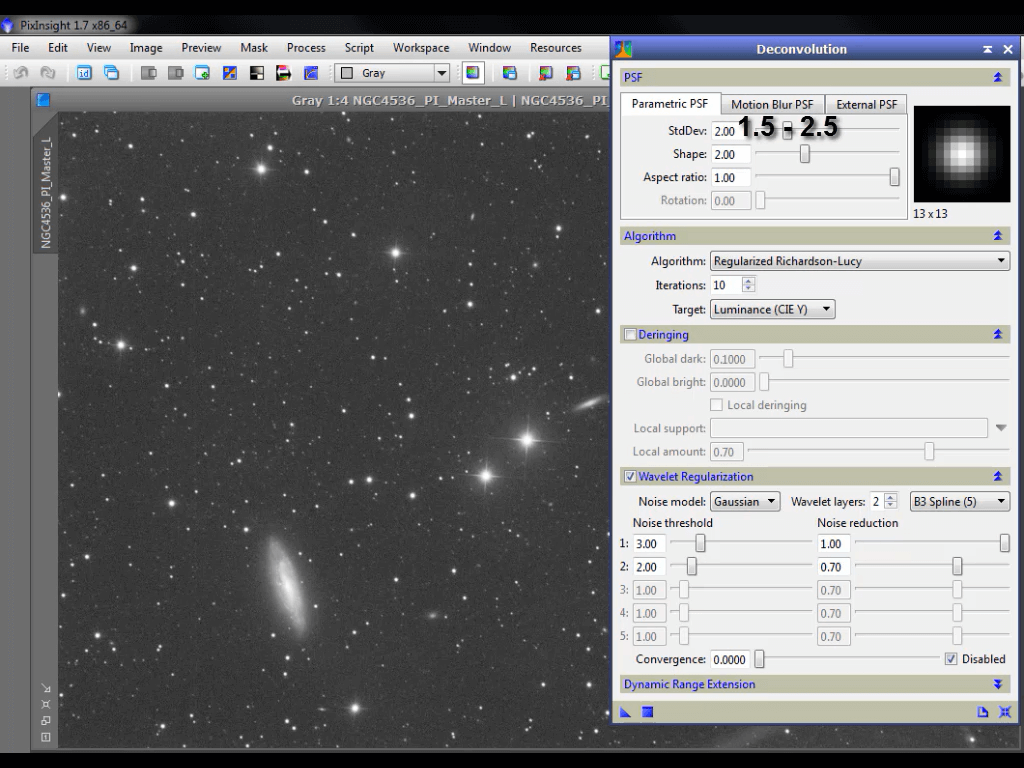 PixInsight 1.7 x86_64
File Edit View Image Preview Mask Process Script Workspace Window Resources
id Gray
Gray 1:4 NGC4536_PI_Master_L | NGC4536_PI
NGC4536_PI_Master_L
Deconvolution
PSF
Parametric PSF Motion Blur PSF External PSF
StdDev: 2.00 1.5 - 2.5
Shape: 2.00
Aspect ratio: 1.00
Rotation: 0.00
13 x 13
Algorithm
Algorithm: Regularized Richardson-Lucy
Iterations: 10
Target: Luminance (CIE Y)
Deringing
Global dark: 0.1000
Global bright: 0.0000
Local deringing
Local support:
Local amount: 0.70
Wavelet Regularization
Noise model: Gaussian Wavelet layers: 2 B3 Spline (5)
Noise threshold Noise reduction
1: 3.00 1.00
2: 2.00 0.70
3: 1.00 0.70
4: 1.00 0.70
5: 1.00 0.70
Convergence: 0.0000 Disabled
Dynamic Range Extension